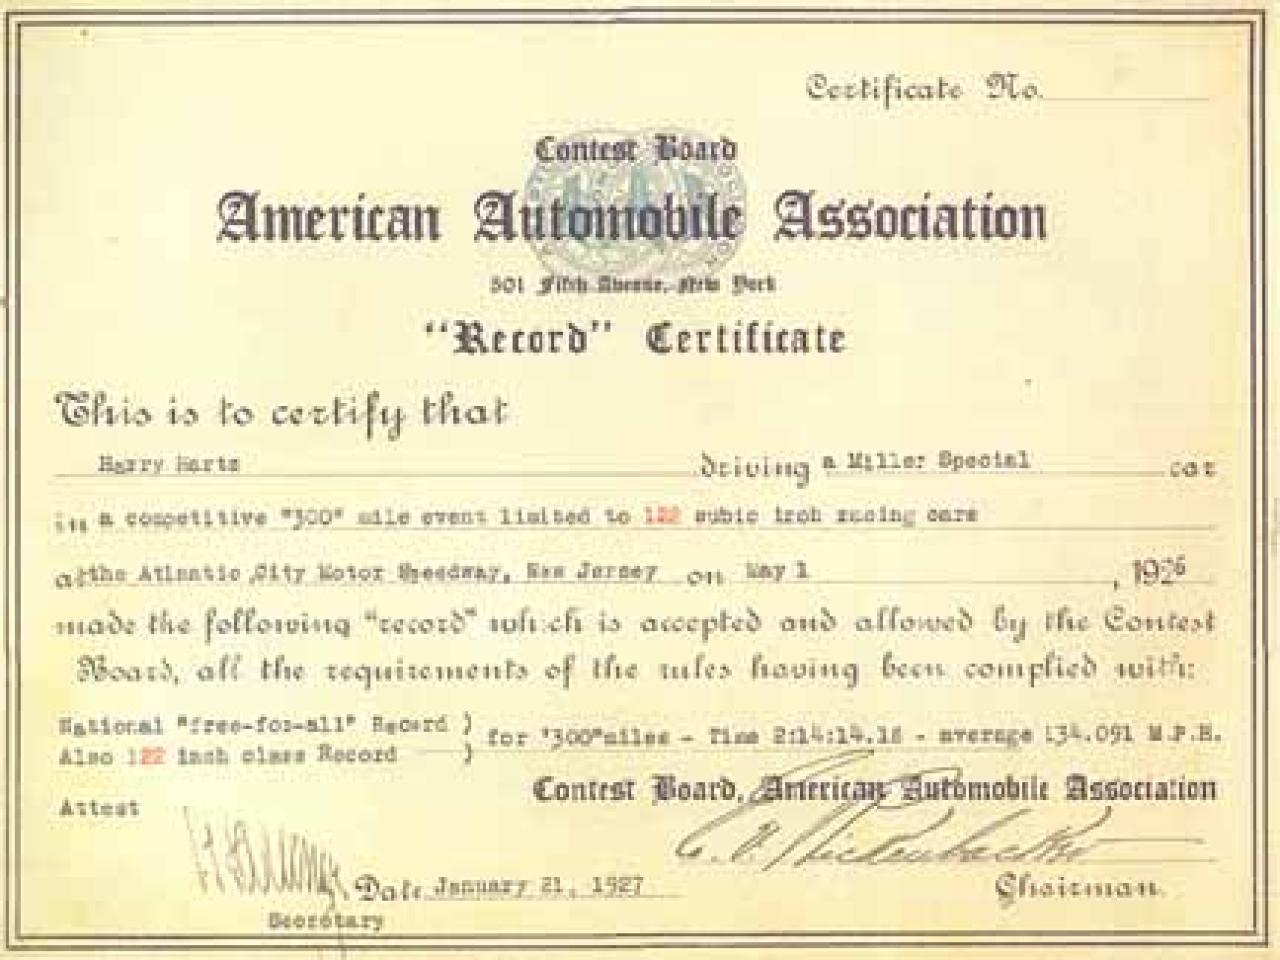 Certificate No.
Contest Board
American Automobile Association
501 Fifth Avenue, New York
"Record" Certificate
This is to certify that
Harry Hartz driving a Miller Special car
in a competitive "300" mile event limited to 122 cubic inch racing cars
at the Atlantic City Motor Speedway, New Jersey on May 1, 1926
made the following "record" which is accepted and allowed by the Contest
Board, all the requirements of the rules having been complied with:
National "free-for-all" Record )
Also 122 inch class Record )
for "300" miles - Time 2:14:14.18 - average 134.091 M.P.H.
Contest Board, American Automobile Association
Attest
E. V. Rickenbacker
Chairman.
Date January 21, 1927
Secretary